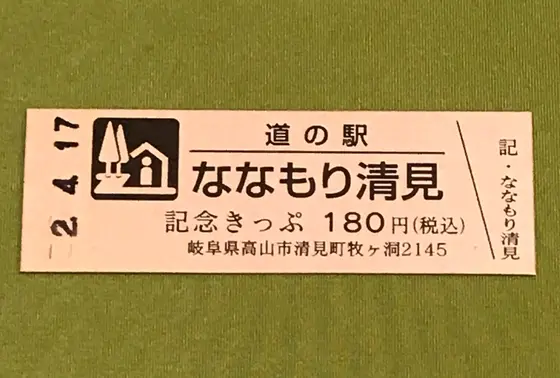 2.4.17
道の駅
ななもり清見
記念きっぷ 180円(税込)
岐阜県高山市清見町牧ヶ洞2145
記・ななもり清見